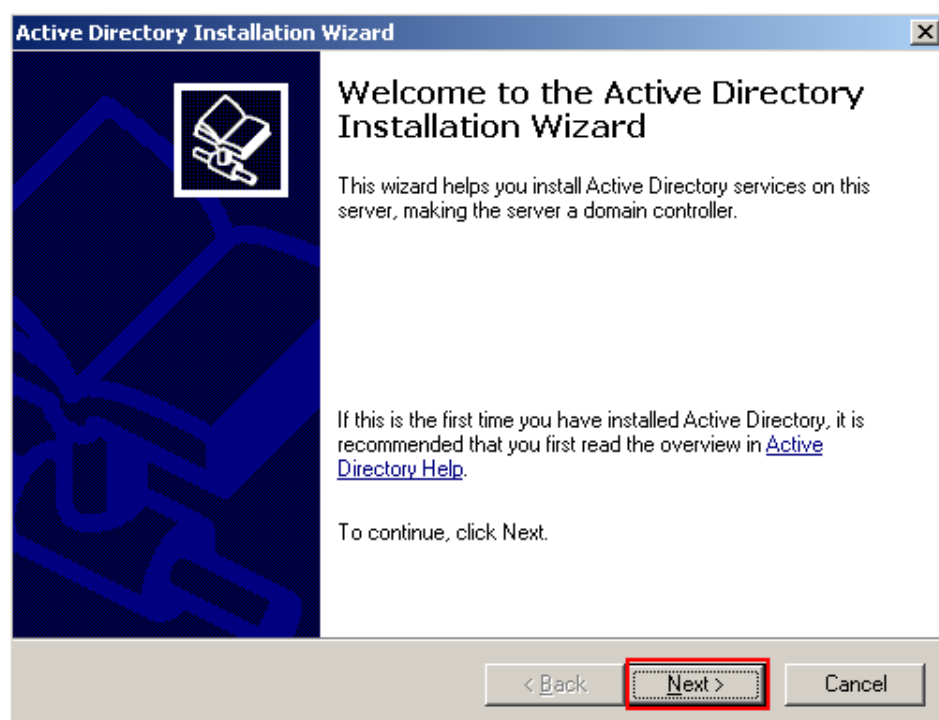 Active Directory Installation Wizard
Welcome to the Active Directory
Installation Wizard
This wizard helps you install Active Directory services on this
server, making the server a domain controller.
If this is the first time you have installed Active Directory, it is
recommended that you first read the overview in Active
Directory Help.
To continue, click Next.
< Back Next > Cancel